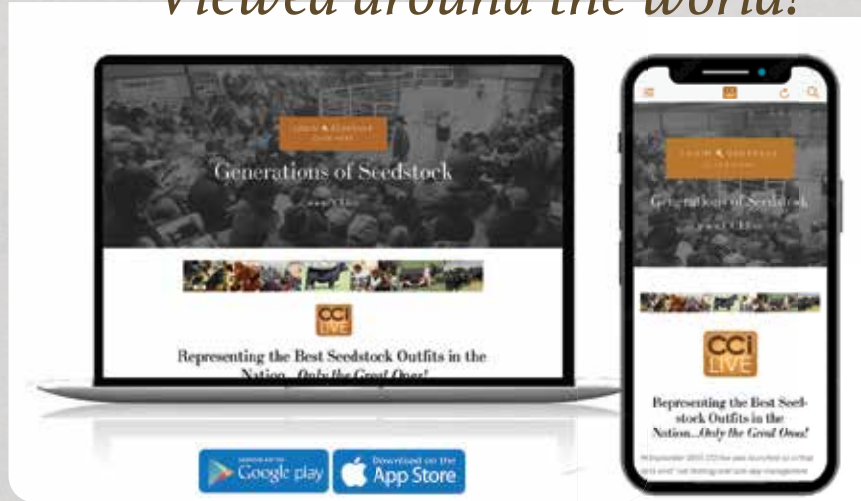 Viewed around the world!
LOGIN
Generations of Seedstock
CCi
LIVE
Representing the Best Seedstock Outfits in the
Nation...Only the Great Ones!
Google play
Download on the
App Store
Generations of Seedstock
CCi
LIVE
Representing the Best Seed-
stock Outfits in the
Nation...Only the Great Ones!